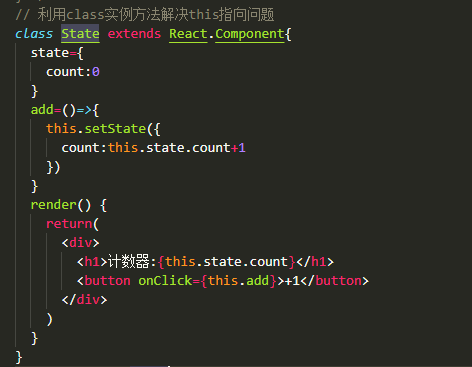 // 利用class实例方法解决this指向问题
class State extends React.Component{
  state={
    count:0
  }
  add=()=>{
    this.setState({
      count:this.state.count+1
    })
  }
  render() {
    return(
      <div>
        <h1>计数器:{this.state.count}</h1>
        <button onClick={this.add}>+1</button>
      </div>
    )
  }
}